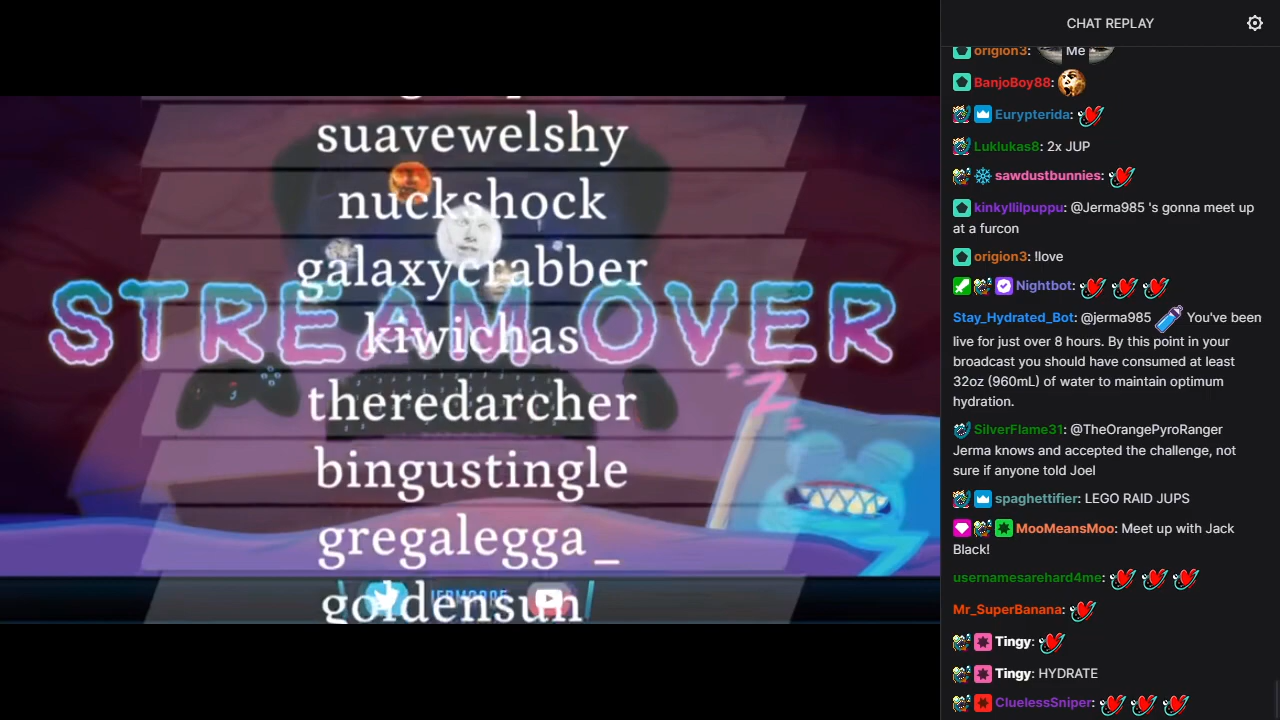 suavewelshy
nuckshock
galaxycrabber
STREAM OVER
kiwichas
theredarcher
bingustingle
gregalegga_
goldensun
CHAT REPLAY
origion3: Me
BanjoBoy88:
Eurypterida:
Luklukas8: 2x JUP
sawdustbunnies:
kinkyllilpuppu: @Jerma985 's gonna meet up
at a furcon
origion3: !love
Nightbot:
Stay_Hydrated_Bot: @jerma985 You've been
live for just over 8 hours. By this point in your
broadcast you should have consumed at least
32oz (960mL) of water to maintain optimum
hydration.
SilverFlame31: @TheOrangePyroRanger
Jerma knows and accepted the challenge, not
sure if anyone told Joel
spaghettifier: LEGO RAID JUPS
MooMeansMoo: Meet up with Jack
Black!
usernamesarehard4me:
Mr_SuperBanana:
Tingy:
Tingy: HYDRATE
CluelessSniper: